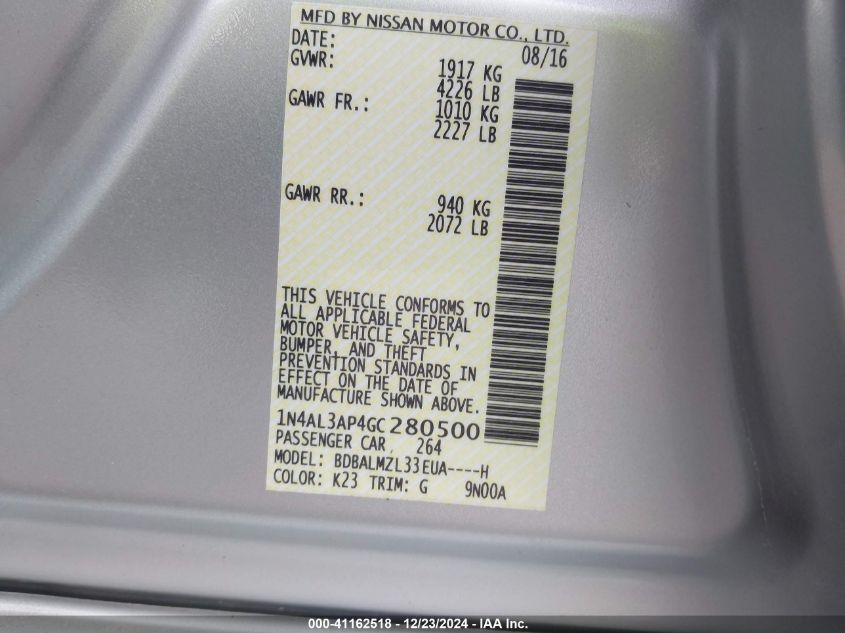 MFD BY NISSAN MOTOR CO., LTD.
DATE: 08/16
GVWR: 1917 KG
4226 LB
GAWR FR.: 1010 KG
2227 LB
GAWR RR.: 940 KG
2072 LB
THIS VEHICLE CONFORMS TO
ALL APPLICABLE FEDERAL
MOTOR VEHICLE SAFETY,
BUMPER, AND THEFT
PREVENTION STANDARDS IN
EFFECT ON THE DATE OF
MANUFACTURE SHOWN ABOVE.
1N4AL3AP4GC280500
PASSENGER CAR 264
MODEL: BDBALMZL33EUA----H
COLOR: K23 TRIM: G 9N00A
000-41162518 - 12/23/2024 - IAA Inc.